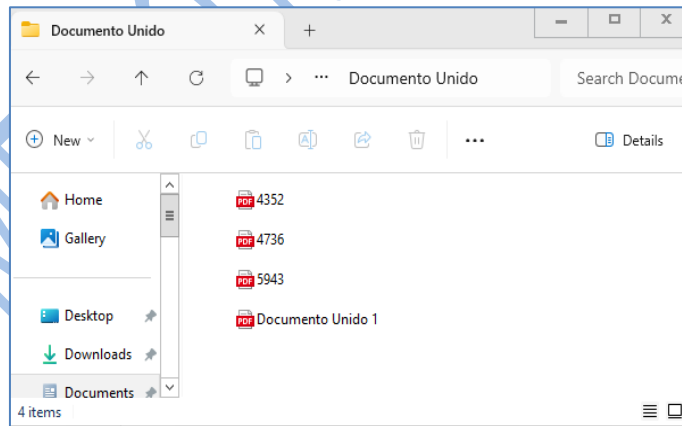 Documento Unido
Documento Unido
Search Docume
New
Details
Home
Gallery
Desktop
Downloads
Documents
PDF 4352
PDF 4736
PDF 5943
PDF Documento Unido 1
4 items